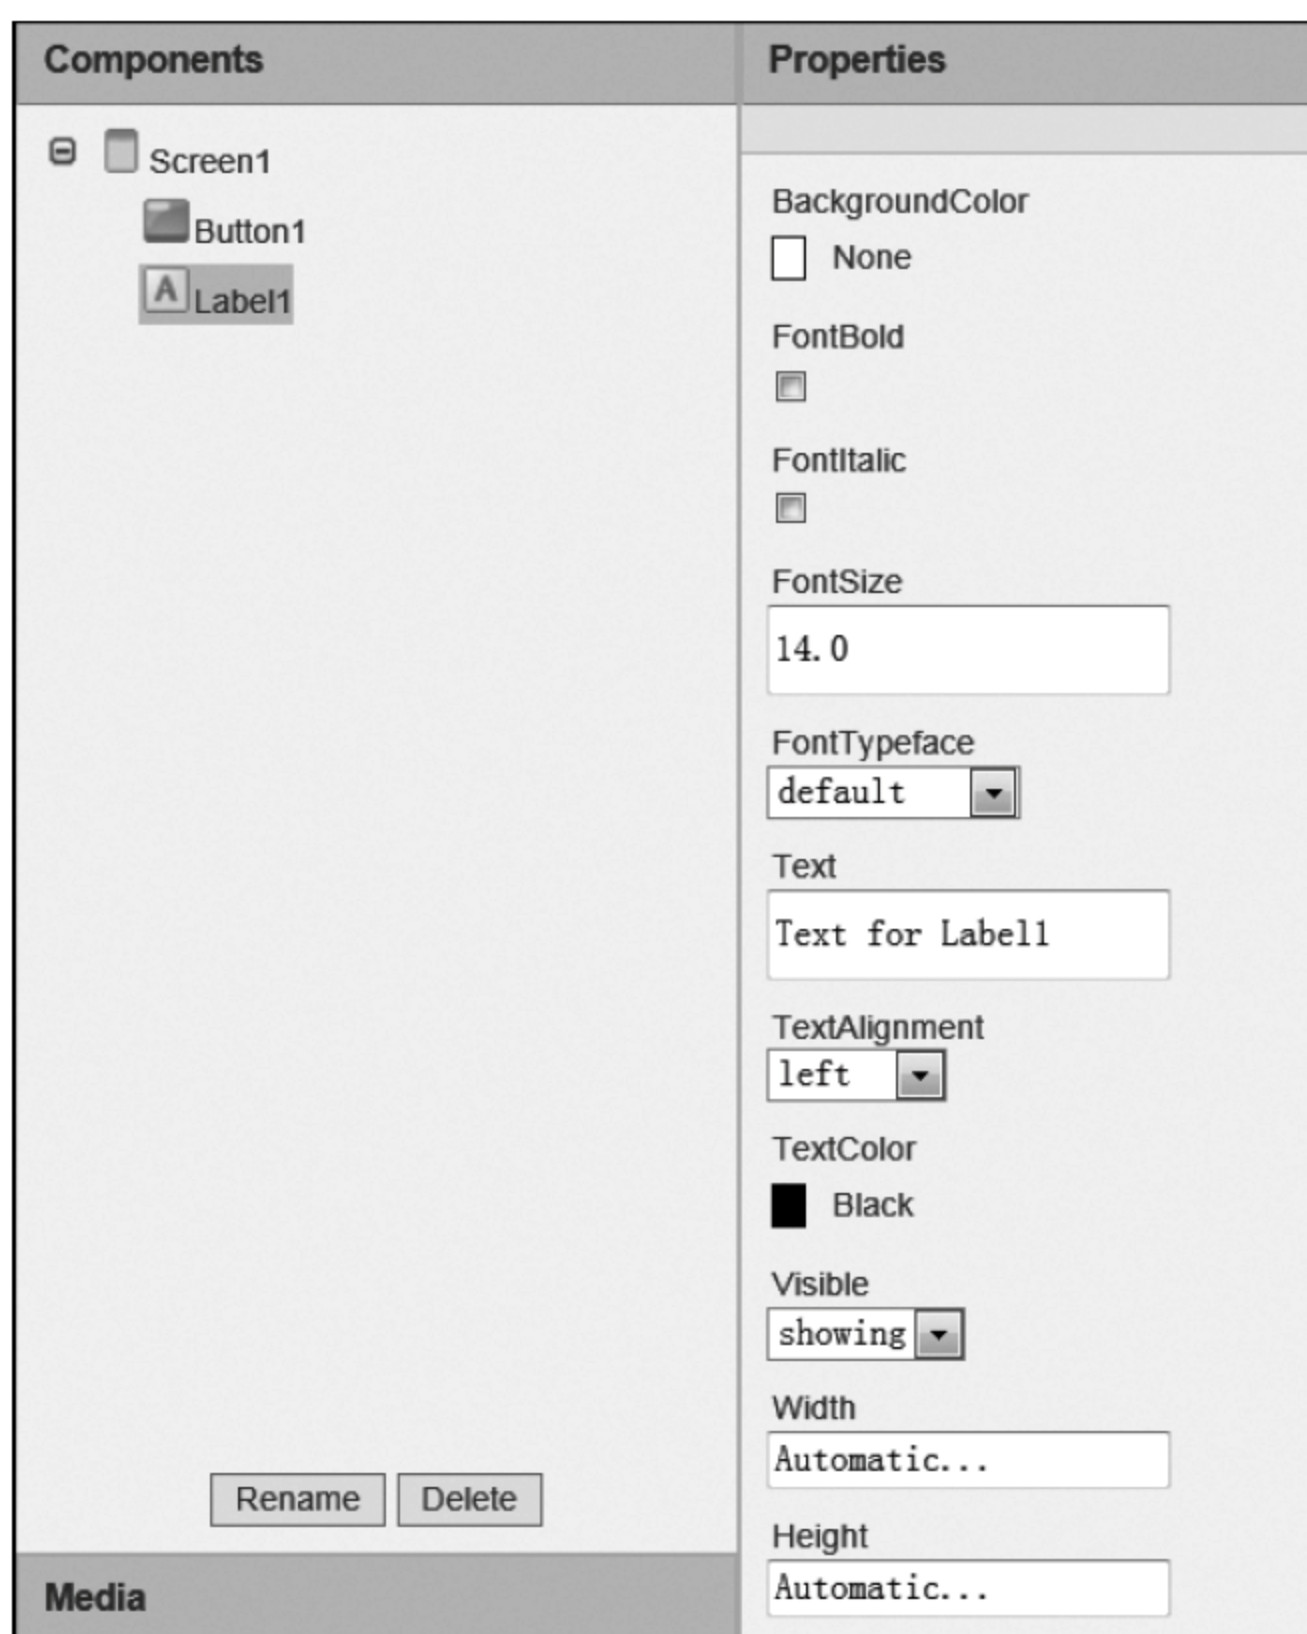 Components
Screen1
Button1
A
Label1
Rename
Delete
Media
Properties
BackgroundColor
None
FontBold
FontItalic
FontSize
14.0
FontTypeface
default
Text
Text for Label1
TextAlignment
left
TextColor
Black
Visible
showing
Width
Automatic...
Height
Automatic...